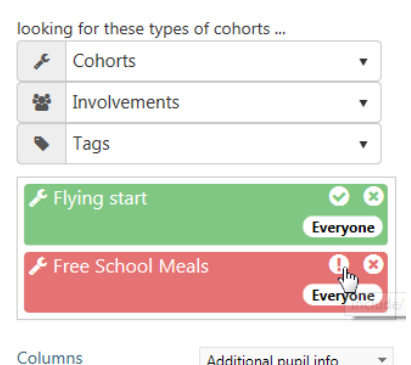 looking for these types of cohorts ...
Cohorts
Involvements
Tags
Flying start
Everyone
Free School Meals
Everyone
Include/
Columns
Additional pupil info